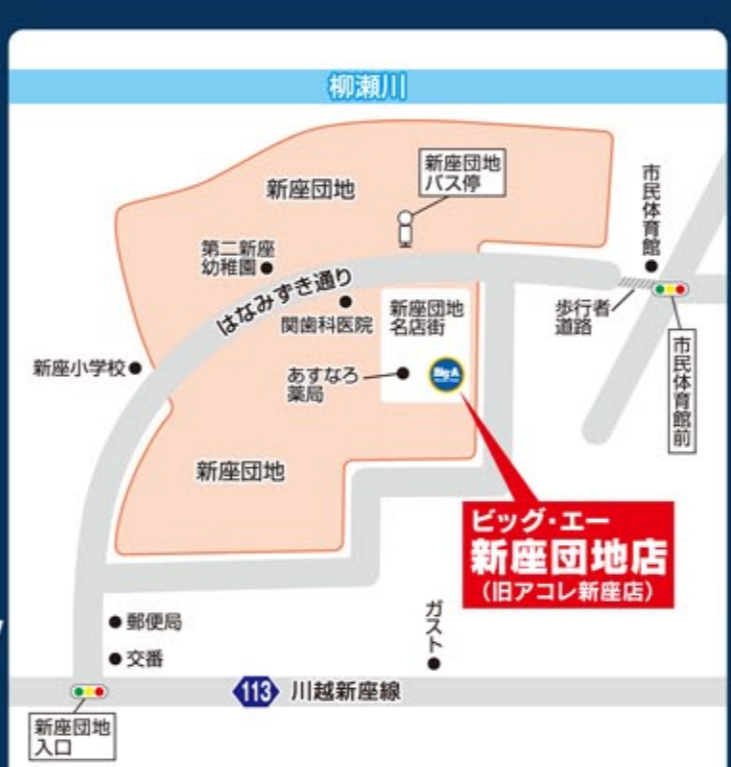 柳瀬川
新座団地
バス停
新座団地
市民体育館
第二新座
幼稚園
はなみずき通り
関歯科医院
新座団地
名店街
歩行者
道路
新座小学校
あすなろ
薬局
Big-A
市民体育館前
新座団地
ビッグ・エー
新座団地店
(旧アコレ新座店)
ガスト
郵便局
交番
113 川越新座線
新座団地
入口